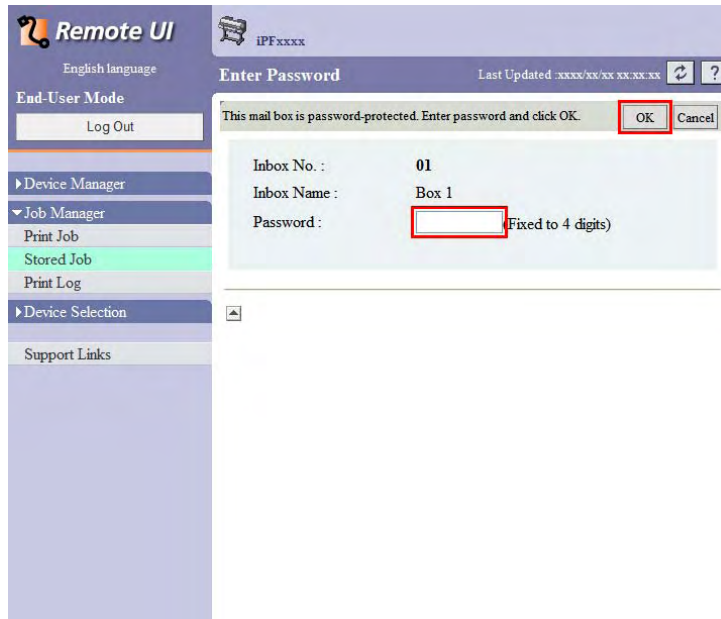 Remote UI
English language
End-User Mode
Log Out
▶Device Manager
▼Job Manager
Print Job
Stored Job
Print Log
▶Device Selection
Support Links
iPFxxxx
Enter Password
Last Updated :xxxx/xx/xx xx:xx:xx
?
This mail box is password-protected. Enter password and click OK.
OK
Cancel
Inbox No. : 01
Inbox Name : Box 1
Password : (Fixed to 4 digits)